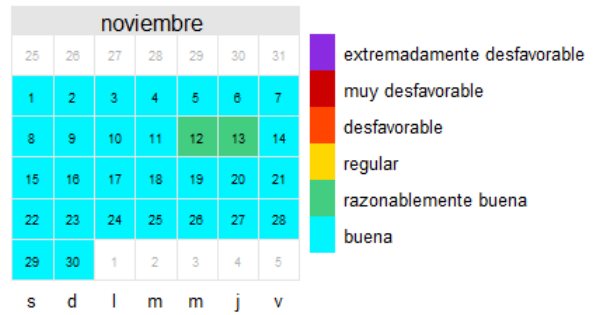 noviembre
25 26 27 28 29 30 31
1 2 3 4 5 6 7
8 9 10 11 12 13 14
15 16 17 18 19 20 21
22 23 24 25 26 27 28
29 30 1 2 3 4 5
s d l m m j v
extremadamente desfavorable
muy desfavorable
desfavorable
regular
razonablemente buena
buena